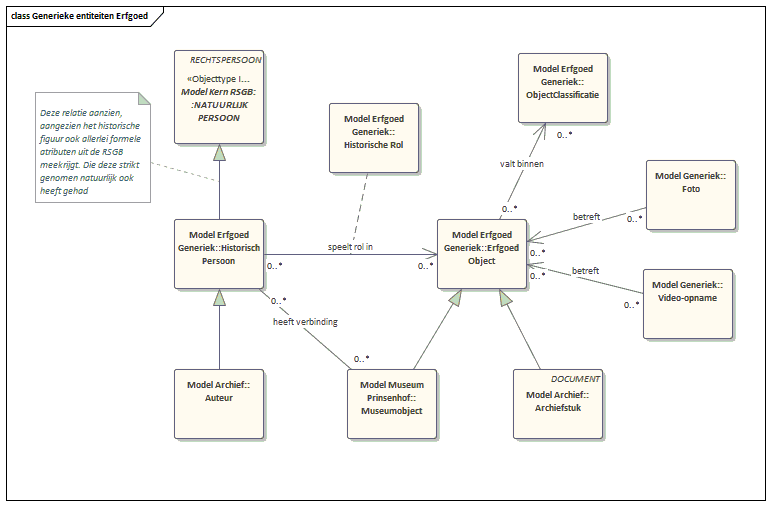 class Generieke entiteiten Erfgoed
RECHTSPERSOON
«Objecttype I...
Model Kern RSGB:
:NATUURLIJK
PERSOON
Deze relatie aanzien,
aangezien het historische
figuur ook allerlei formele
atributen uit de RSGB
meekrijgt. Die deze strikt
genomen natuurlijk ook
heeft gehad
Model Erfgoed
Generiek::
Historische Rol
Model Erfgoed
Generiek::
ObjectClassificatie
0..*
valt binnen
0..*
Model Generiek::
Foto
0..*
betreft
0..*
Model Erfgoed
Generiek::Historisch
Persoon
0..*
speelt rol in
0..*
Model Erfgoed
Generiek::Erfgoed
Object
0..*
betreft
0..*
Model Generiek::
Video-opname
0..*
heeft verbinding
0..*
Model Archief::
Auteur
Model Museum
Prinsenhof::
Museumobject
DOCUMENT
Model Archief::
Archiefstuk